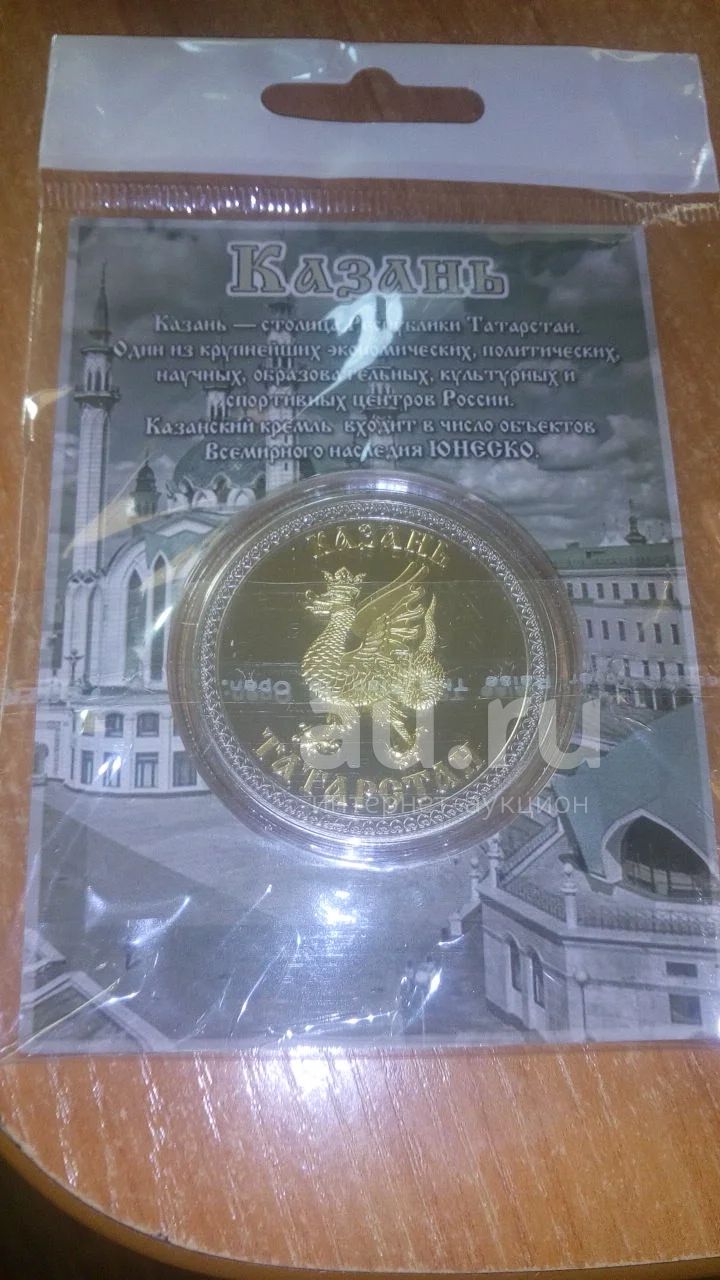 Казань
Казань — столица Республики Татарстан.
Один из крупнейших экономических, политических,
научных, образовательных, культурных и
спортивных центров России.
Казанский кремль входит в число объектов
Всемирного наследия ЮНЕСКО.
КАЗАНЬ
Open.
ТАТАРСТАН
au.ru
интернет-аукцион